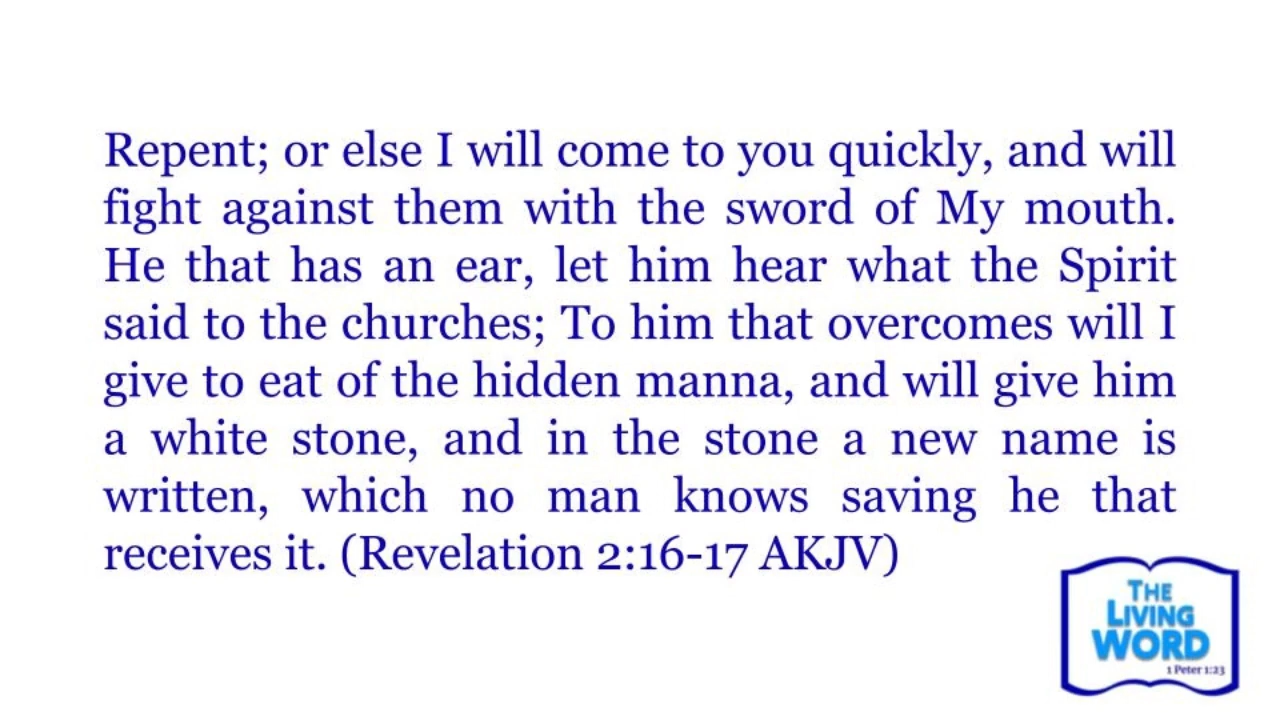 Repent; or else I will come to you quickly, and will
fight against them with the sword of My mouth.
He that has an ear, let him hear what the Spirit
said to the churches; To him that overcomes will I
give to eat of the hidden manna, and will give him
a white stone, and in the stone a new name is
written, which no man knows saving he that
receives it. (Revelation 2:16-17 AKJV)
THE
LIVING
WORD
1 Peter 1:23